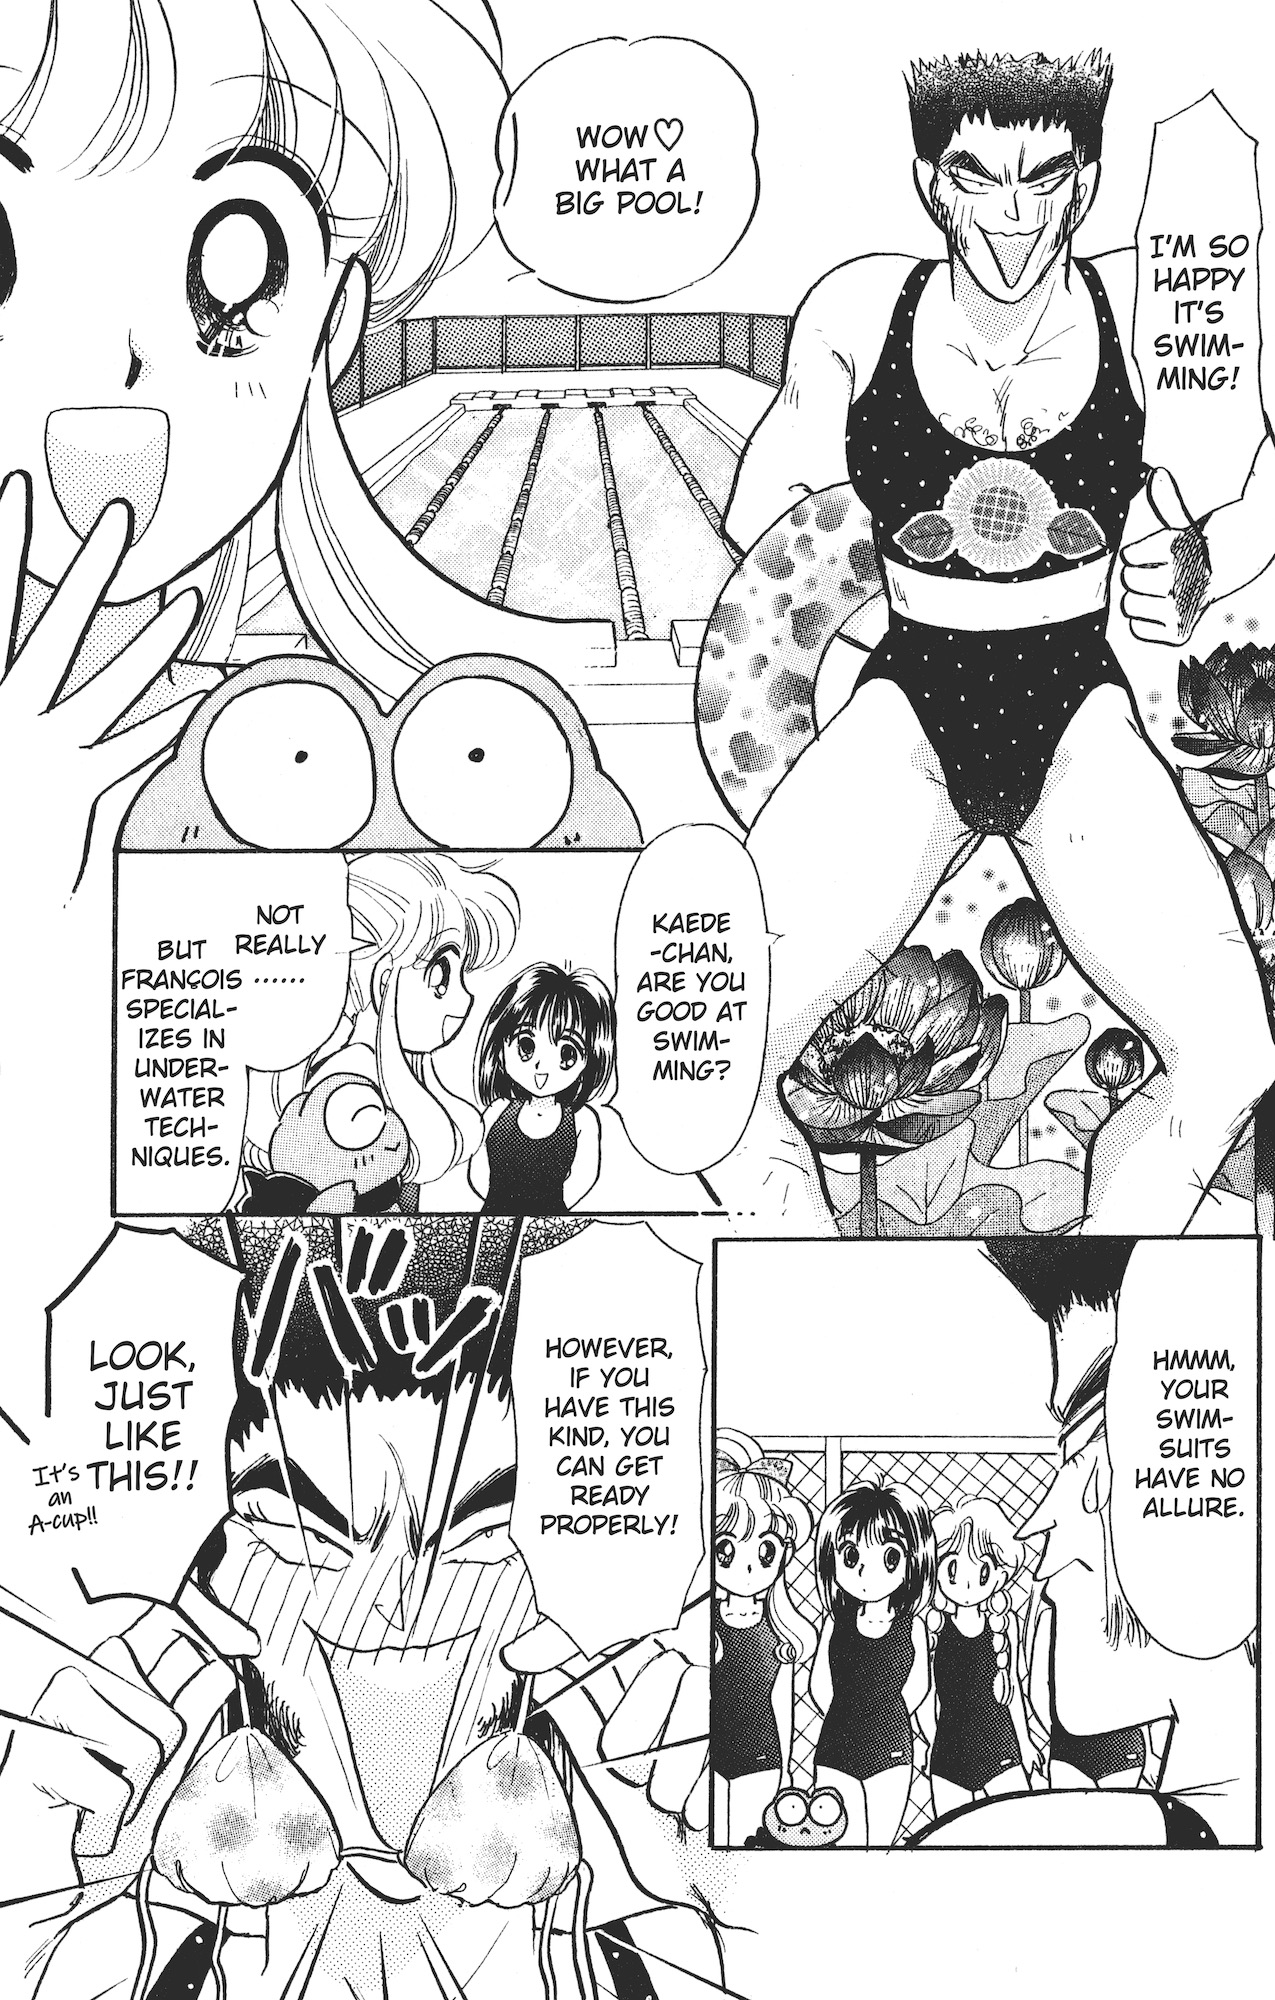 I'M SO
HAPPY
IT'S
SWIM-
MING!
WOW♡
WHAT A
BIG POOL!
KAEDE
-CHAN,
ARE YOU
GOOD AT
SWIM-
MING?
NOT
REALLY
......
BUT
FRANÇOIS
SPECIAL-
IZES IN
UNDER-
WATER
TECH-
NIQUES.
HMMM,
YOUR
SWIM-
SUITS
HAVE NO
ALLURE.
HOWEVER,
IF YOU
HAVE THIS
KIND, YOU
CAN GET
READY
PROPERLY!
バッ
LOOK,
JUST
LIKE
THIS!!
It's
an
A-cup!!